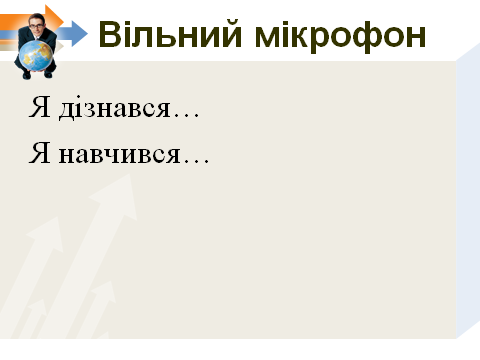 Вільний мікрофон
Я дізнався…
Я навчився…